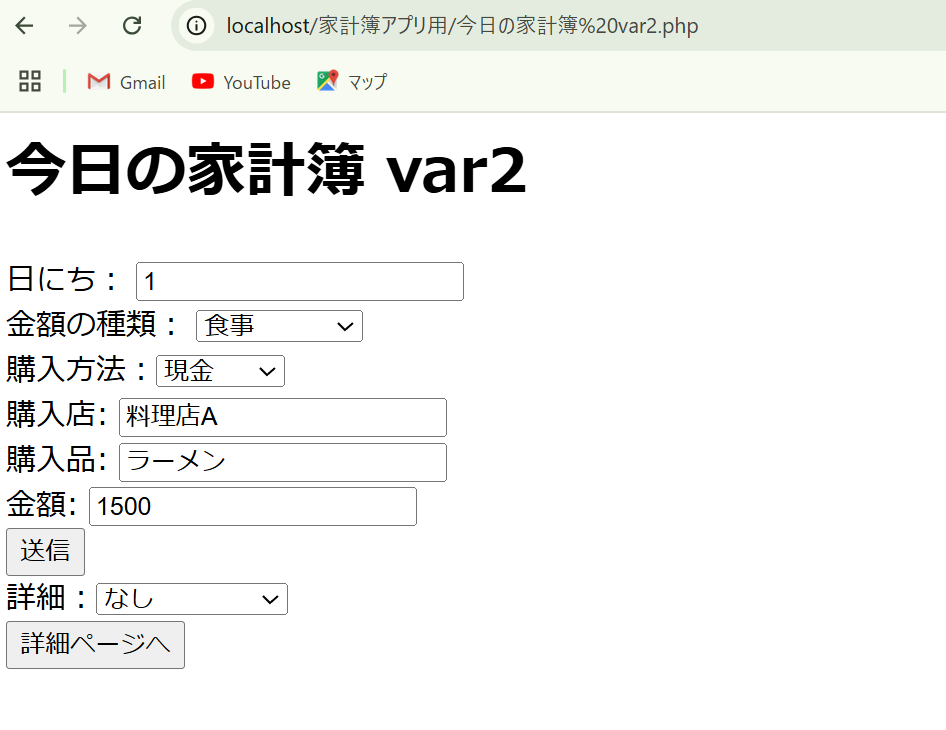 localhost/家計簿アプリ用/今日の家計簿%20var2.php
Gmail YouTube マップ
今日の家計簿 var2
日にち： 1
金額の種類： 食事
購入方法：現金
購入店: 料理店A
購入品: ラーメン
金額: 1500
送信
詳細：なし
詳細ページへ